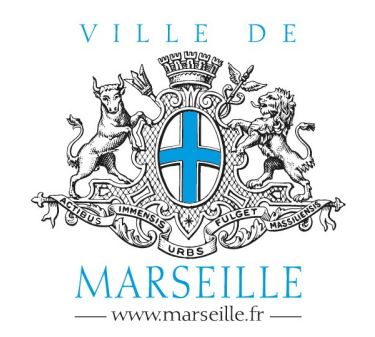 VILLE DE
ACTIBUS IMMENSIS URBS FULGET MASSILIENSIS
MARSEILLE
www.marseille.fr